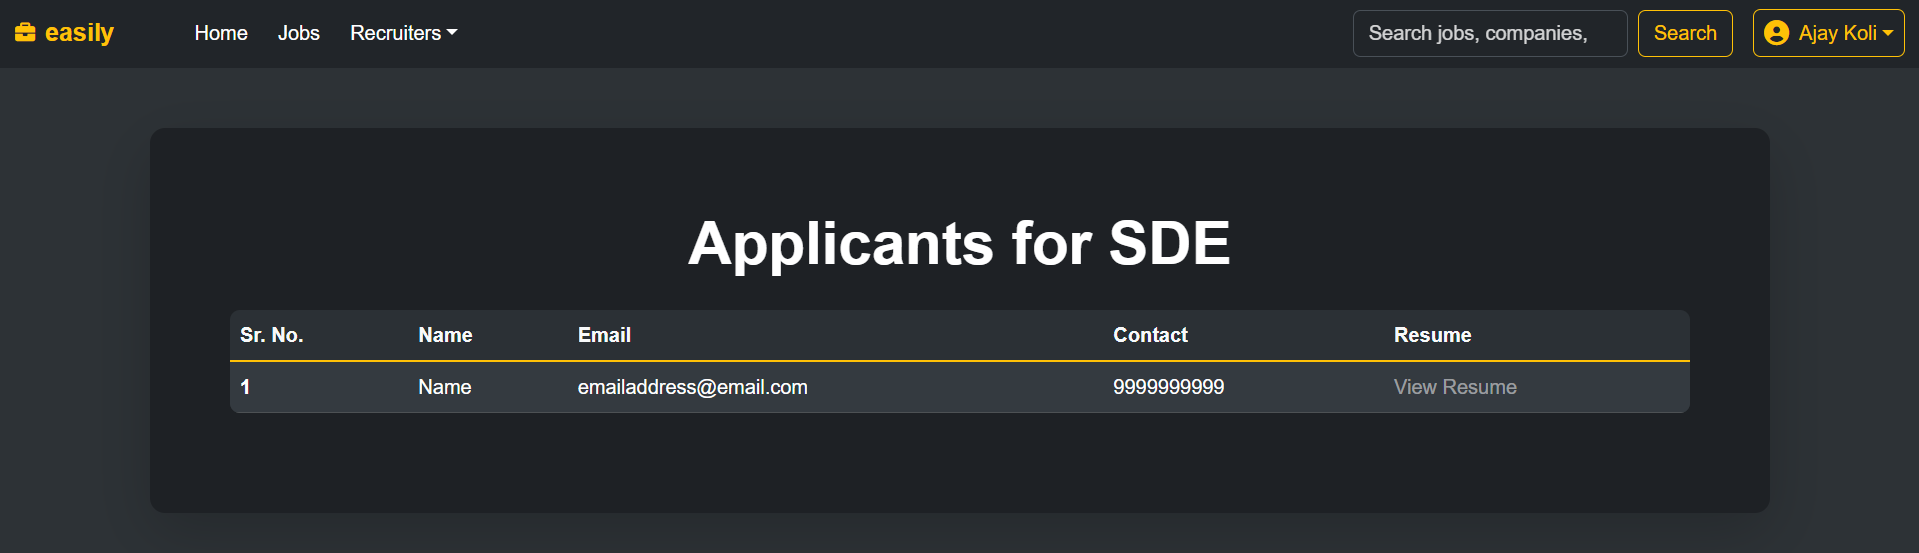 easily Home Jobs Recruiters Search jobs, companies, Search Ajay Koli
Applicants for SDE
Sr. No. Name Email Contact Resume
1 Name emailaddress@email.com 9999999999 View Resume